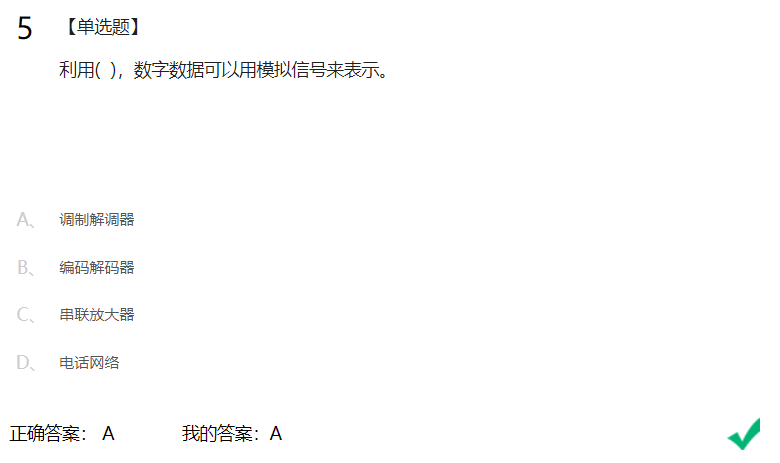 5 【单选题】
利用( )，数字数据可以用模拟信号来表示。
A、 调制解调器
B、 编码解码器
C、 串联放大器
D、 电话网络
正确答案： A 我的答案：A